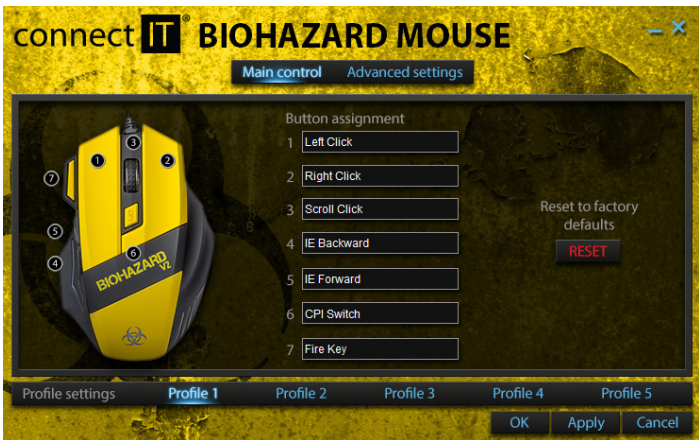 connect IT® BIOHAZARD MOUSE
Main control Advanced settings
Button assignment
1 Left Click
2 Right Click
3 Scroll Click
4 IE Backward
5 IE Forward
6 CPI Switch
7 Fire Key
1
2
3
7
5
4
6
BIOHAZARD
V2
Reset to factory
defaults
RESET
Profile settings Profile 1 Profile 2 Profile 3 Profile 4 Profile 5
OK Apply Cancel